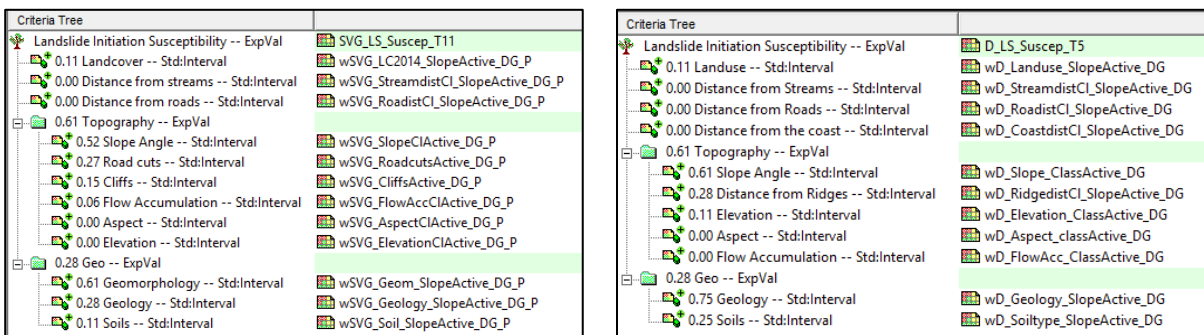 Criteria Tree
Landslide Initiation Susceptibility -- ExpVal SVG_LS_Suscep_T11
0.11 Landcover -- Std:Interval wSVG_LC2014_SlopeActive_DG_P
0.00 Distance from streams -- Std:Interval wSVG_StreamdistCl_SlopeActive_DG_P
0.00 Distance from roads -- Std:Interval wSVG_RoadistCl_SlopeActive_DG_P
0.61 Topography -- ExpVal
0.52 Slope Angle -- Std:Interval wSVG_SlopeClActive_DG_P
0.27 Road cuts -- Std:Interval wSVG_RoadcutsActive_DG_P
0.15 Cliffs -- Std:Interval wSVG_CliffsActive_DG_P
0.06 Flow Accumulation -- Std:Interval wSVG_FlowAccClActive_DG_P
0.00 Aspect -- Std:Interval wSVG_AspectClActive_DG_P
0.00 Elevation -- Std:Interval wSVG_ElevationClActive_DG_P
0.28 Geo -- ExpVal
0.61 Geomorphology -- Std:Interval wSVG_Geom_SlopeActive_DG_P
0.28 Geology -- Std:Interval wSVG_Geology_SlopeActive_DG_P
0.11 Soils -- Std:Interval wSVG_Soil_SlopeActive_DG_P
Criteria Tree
Landslide Initiation Susceptibility -- ExpVal D_LS_Suscep_T5
0.11 Landuse -- Std:Interval wD_Landuse_SlopeActive_DG
0.00 Distance from Streams -- Std:Interval wD_StreamdistCl_SlopeActive_DG
0.00 Distance from Roads -- Std:Interval wD_RoadistCl_SlopeActive_DG
0.00 Distance from the coast -- Std:Interval wD_CoastdistCl_SlopeActive_DG
0.61 Topography -- ExpVal
0.61 Slope Angle -- Std:Interval wD_Slope_ClassActive_DG
0.28 Distance from Ridges -- Std:Interval wD_RidgedistCl_SlopeActive_DG
0.11 Elevation -- Std:Interval wD_Elevation_ClassActive_DG
0.00 Aspect -- Std:Interval wD_Aspect_classActive_DG
0.00 Flow Accumulation -- Std:Interval wD_FlowAcc_ClassActive_DG
0.28 Geo -- ExpVal
0.75 Geology -- Std:Interval wD_Geology_SlopeActive_DG
0.25 Soils -- Std:Interval wD_Soiltype_SlopeActive_DG